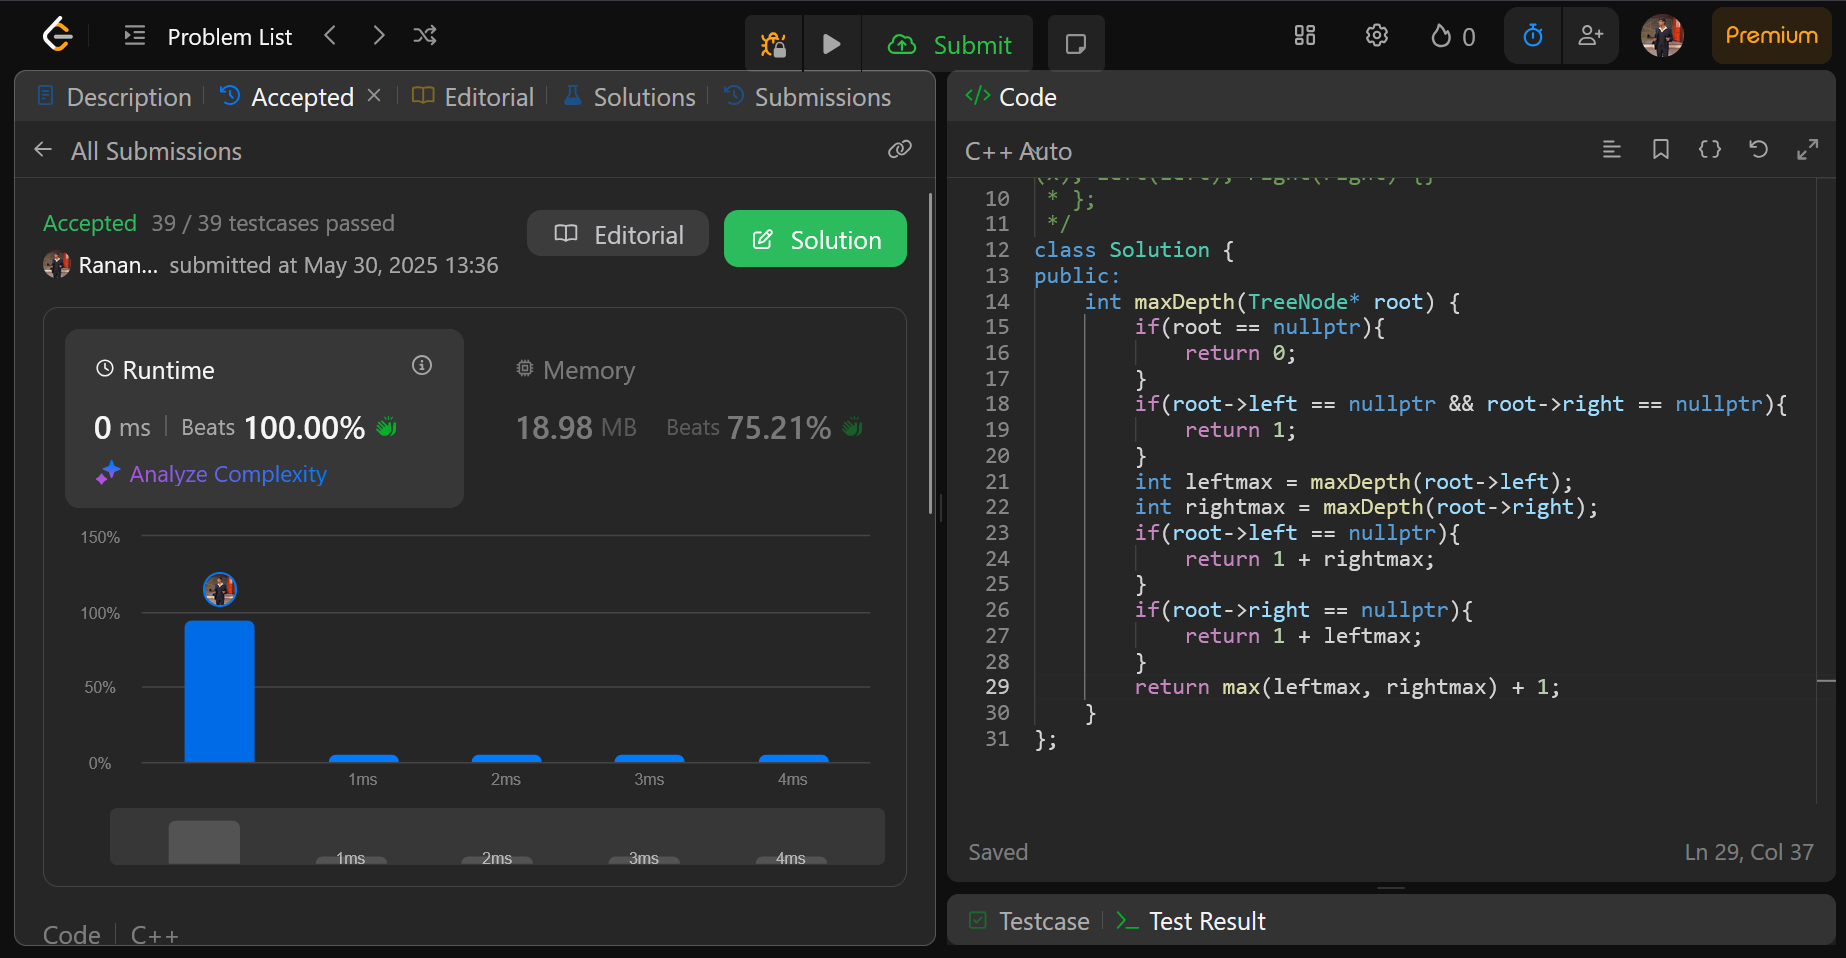 Problem List
Submit
0
Premium
Description
Accepted
Editorial
Solutions
Submissions
All Submissions
Accepted 39 / 39 testcases passed
Ranan... submitted at May 30, 2025 13:36
Editorial
Solution
Runtime
0 ms Beats 100.00%
Analyze Complexity
Memory
18.98 MB Beats 75.21%
150%
100%
50%
0%
1ms 2ms 3ms 4ms
1ms 2ms 3ms 4ms
Code C++
</> Code
C++ Auto
(x), left(left), right(right) {}
10 * };
11 */
12 class Solution {
13 public:
14 int maxDepth(TreeNode* root) {
15 if(root == nullptr){
16 return 0;
17 }
18 if(root->left == nullptr && root->right == nullptr){
19 return 1;
20 }
21 int leftmax = maxDepth(root->left);
22 int rightmax = maxDepth(root->right);
23 if(root->left == nullptr){
24 return 1 + rightmax;
25 }
26 if(root->right == nullptr){
27 return 1 + leftmax;
28 }
29 return max(leftmax, rightmax) + 1;
30 }
31 };
Saved
Ln 29, Col 37
Testcase
Test Result